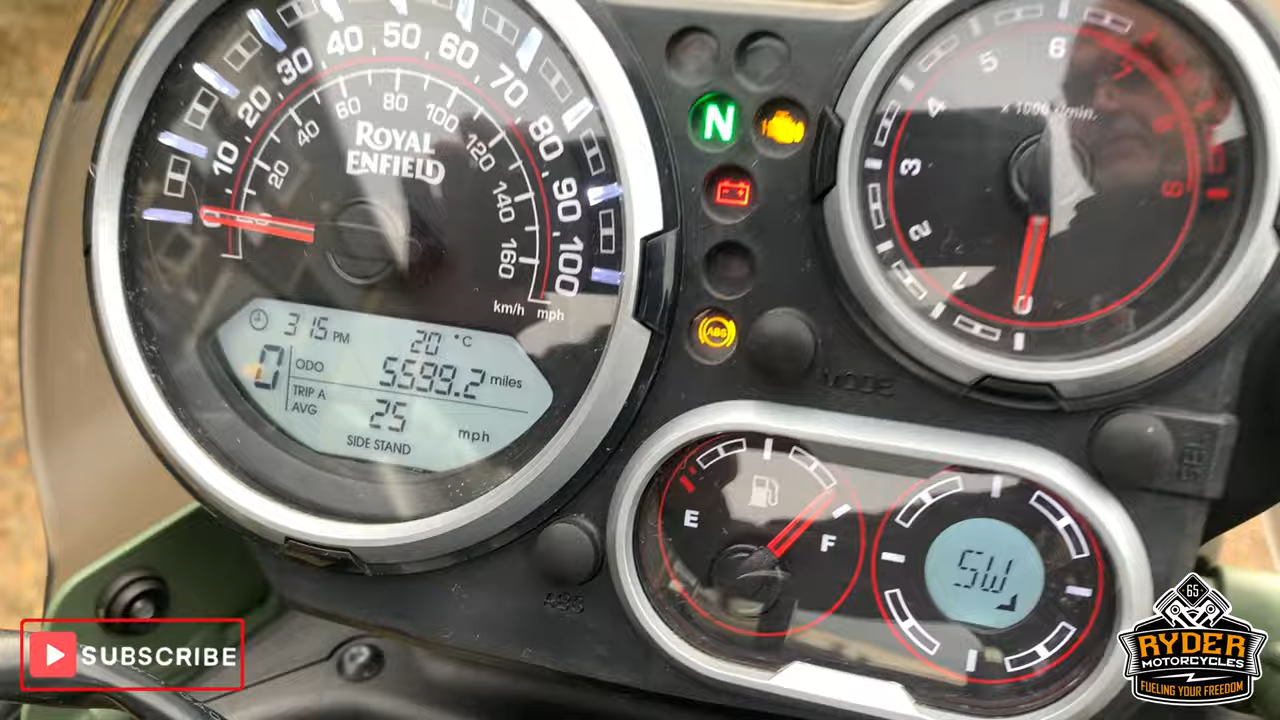 0 10 20 30 40 50 60 70 80 90 100
20 40 60 80 100 120 140 160
ROYAL
ENFIELD
km/h mph
3 15 PM
20 °C
0
ODO 5599.2 miles
TRIP A
AVG 25 mph
SIDE STAND
N
ABS
0 1 2 3 4 5 6 7 8 9
x 1000 r/min.
MODE
SEL
ABS
E
F
SW
SUBSCRIBE
65
RYDER
MOTORCYCLES
FUELING YOUR FREEDOM